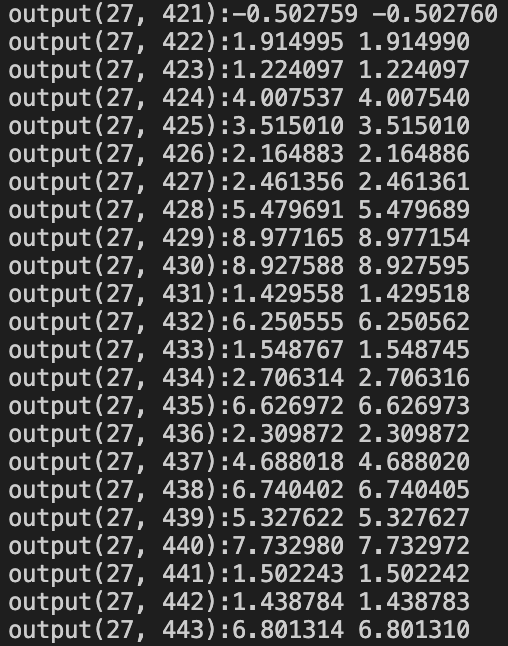 output(27, 421):-0.502759 -0.502760
output(27, 422):1.914995 1.914990
output(27, 423):1.224097 1.224097
output(27, 424):4.007537 4.007540
output(27, 425):3.515010 3.515010
output(27, 426):2.164883 2.164886
output(27, 427):2.461356 2.461361
output(27, 428):5.479691 5.479689
output(27, 429):8.977165 8.977154
output(27, 430):8.927588 8.927595
output(27, 431):1.429558 1.429518
output(27, 432):6.250555 6.250562
output(27, 433):1.548767 1.548745
output(27, 434):2.706314 2.706316
output(27, 435):6.626972 6.626973
output(27, 436):2.309872 2.309872
output(27, 437):4.688018 4.688020
output(27, 438):6.740402 6.740405
output(27, 439):5.327622 5.327627
output(27, 440):7.732980 7.732972
output(27, 441):1.502243 1.502242
output(27, 442):1.438784 1.438783
output(27, 443):6.801314 6.801310